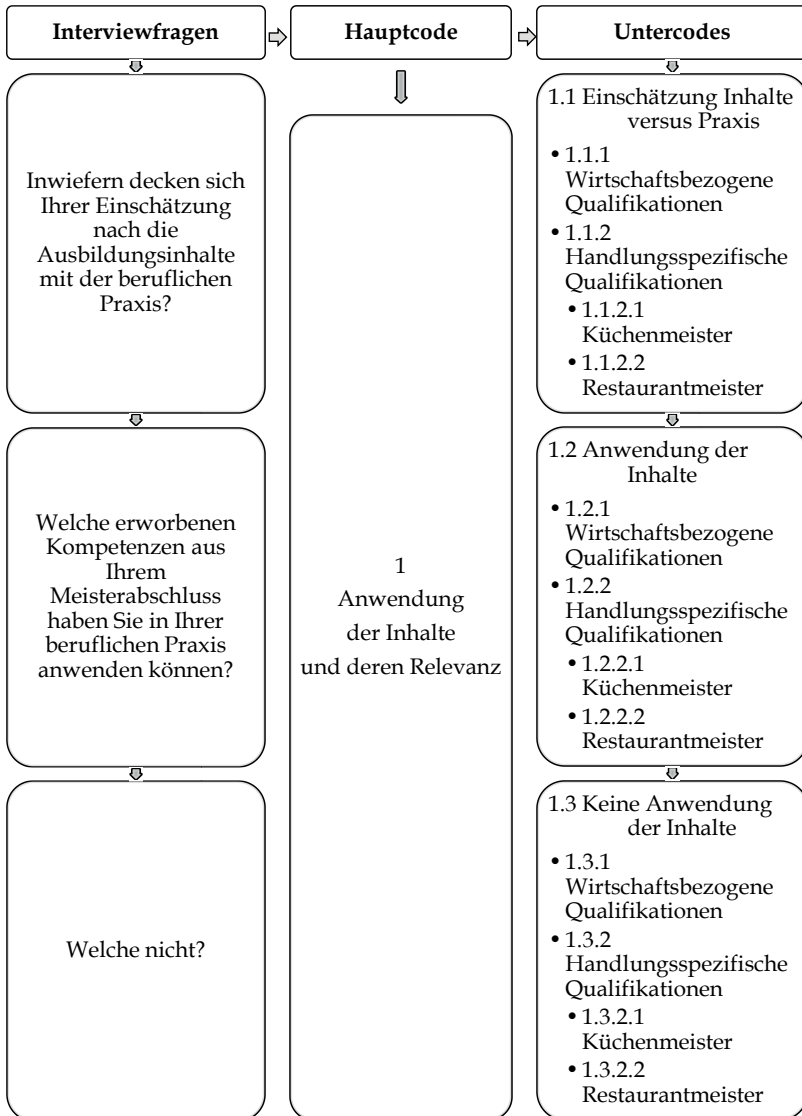 Interviewfragen
Hauptcode
Untercodes
Inwiefern decken sich
Ihrer Einschätzung
nach die
Ausbildungsinhalte
mit der beruflichen
Praxis?
Welche erworbenen
Kompetenzen aus
Ihrem
Meisterabschluss
haben Sie in Ihrer
beruflichen Praxis
anwenden können?
Welche nicht?
1
Anwendung
der Inhalte
und deren Relevanz
1.1 Einschätzung Inhalte
versus Praxis
• 1.1.1
Wirtschaftsbezogene
Qualifikationen
• 1.1.2
Handlungsspezifische
Qualifikationen
• 1.1.2.1
Küchenmeister
• 1.1.2.2
Restaurantmeister
1.2 Anwendung der
Inhalte
• 1.2.1
Wirtschaftsbezogene
Qualifikationen
• 1.2.2
Handlungsspezifische
Qualifikationen
• 1.2.2.1
Küchenmeister
• 1.2.2.2
Restaurantmeister
1.3 Keine Anwendung
der Inhalte
• 1.3.1
Wirtschaftsbezogene
Qualifikationen
• 1.3.2
Handlungsspezifische
Qualifikationen
• 1.3.2.1
Küchenmeister
• 1.3.2.2
Restaurantmeister